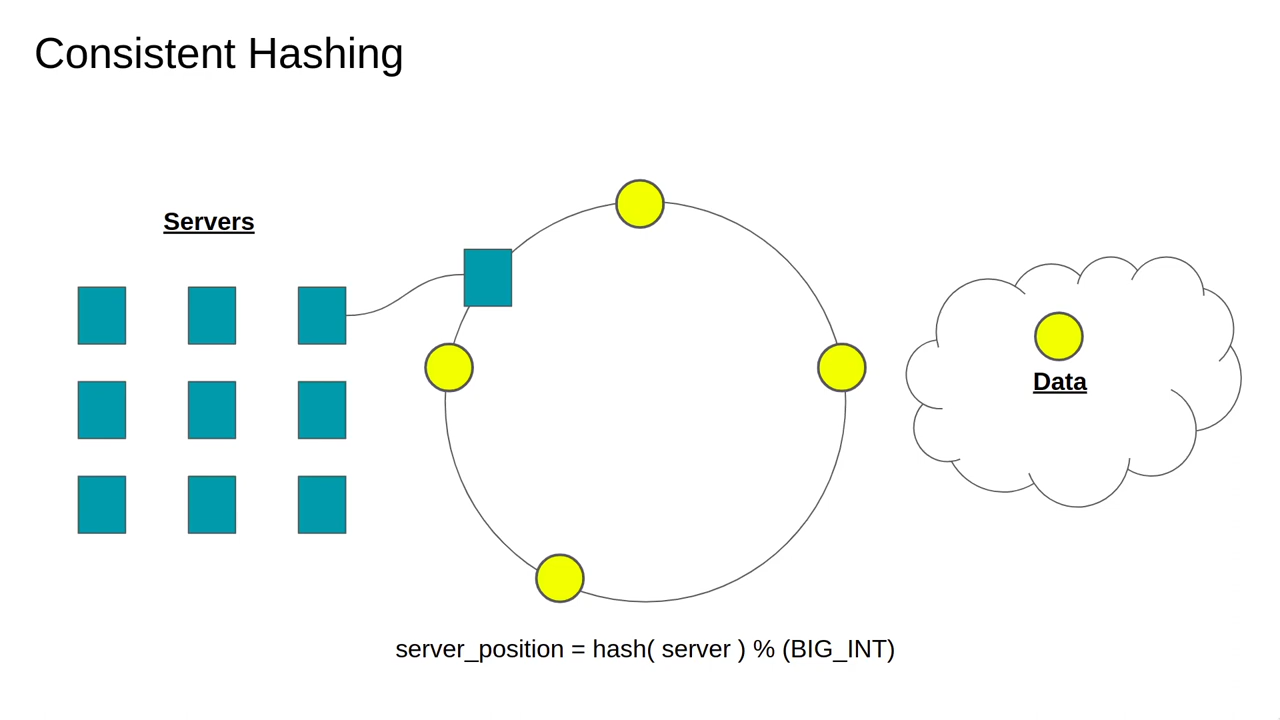 Consistent Hashing
Servers
Data
server_position = hash( server ) % (BIG_INT)